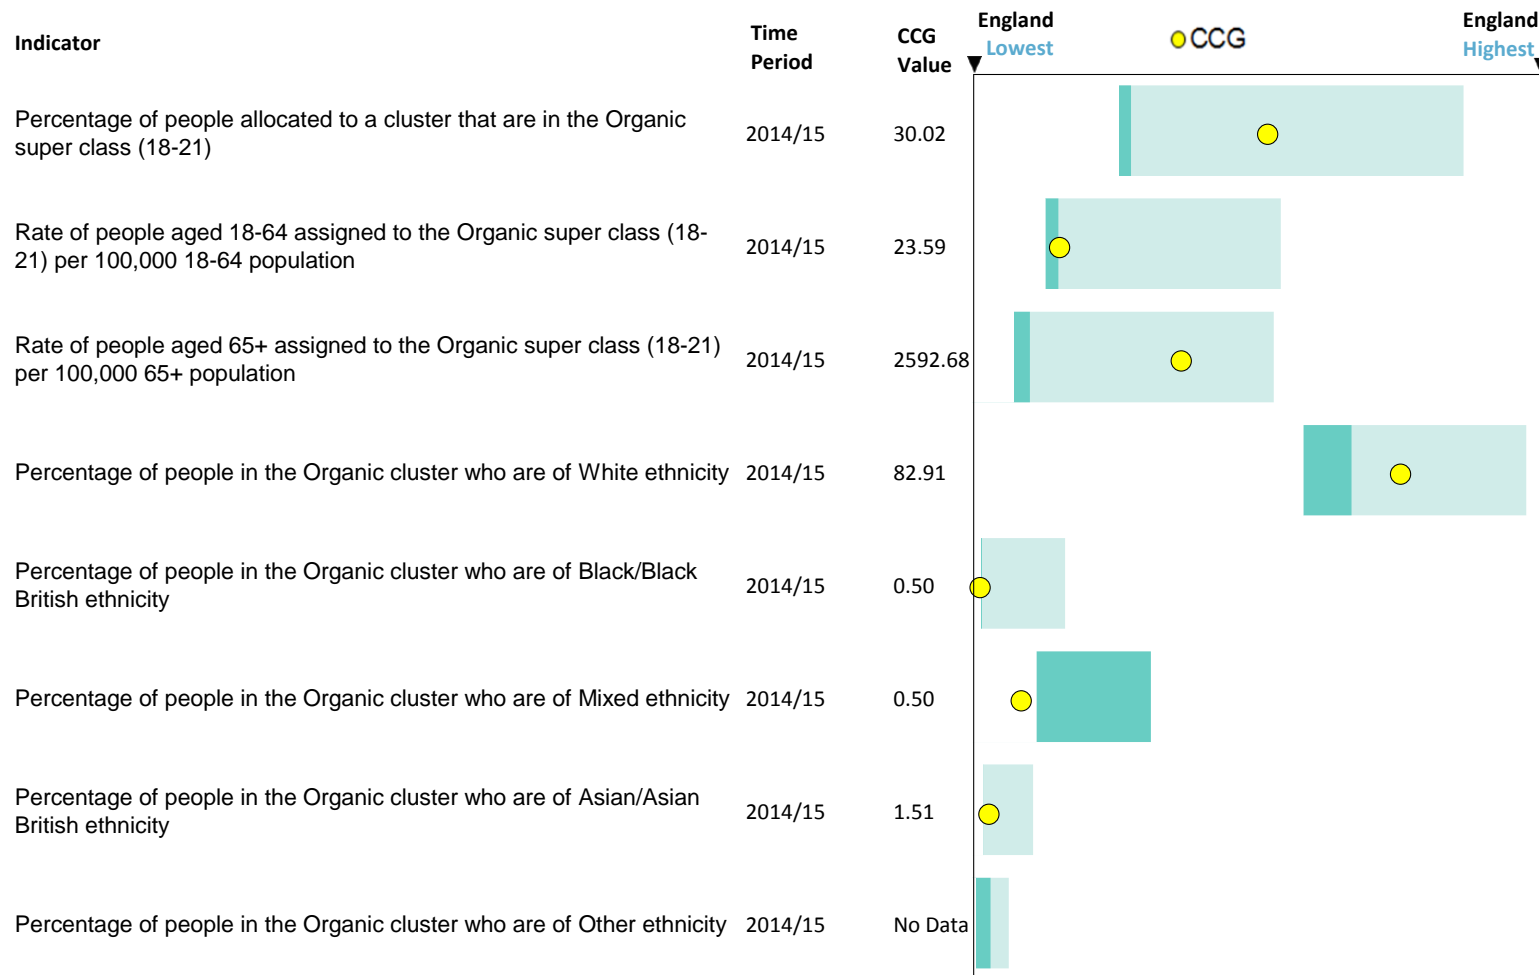 Indicator
Time
Period
CCG
Value
England
Lowest
CCG
England
Highest
Percentage of people allocated to a cluster that are in the Organic
super class (18-21)
2014/15
30.02
Rate of people aged 18-64 assigned to the Organic super class (18-
21) per 100,000 18-64 population
2014/15
23.59
Rate of people aged 65+ assigned to the Organic super class (18-21)
per 100,000 65+ population
2014/15
2592.68
Percentage of people in the Organic cluster who are of White ethnicity
2014/15
82.91
Percentage of people in the Organic cluster who are of Black/Black
British ethnicity
2014/15
0.50
Percentage of people in the Organic cluster who are of Mixed ethnicity
2014/15
0.50
Percentage of people in the Organic cluster who are of Asian/Asian
British ethnicity
2014/15
1.51
Percentage of people in the Organic cluster who are of Other ethnicity
2014/15
No Data